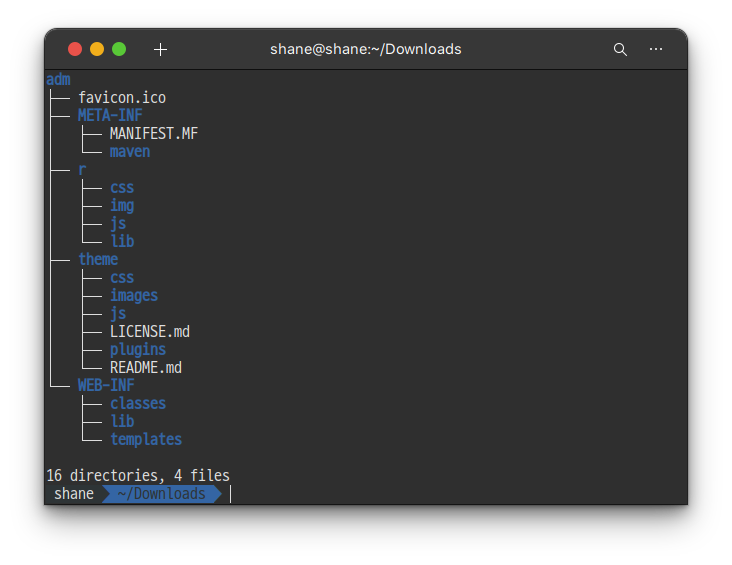 shane@shane:~/Downloads
adm
├── favicon.ico
├── META-INF
│   ├── MANIFEST.MF
│   └── maven
├── r
│   ├── css
│   ├── img
│   ├── js
│   └── lib
├── theme
│   ├── css
│   ├── images
│   ├── js
│   ├── LICENSE.md
│   ├── plugins
│   └── README.md
└── WEB-INF
    ├── classes
    ├── lib
    └── templates
16 directories, 4 files
shane ~/Downloads